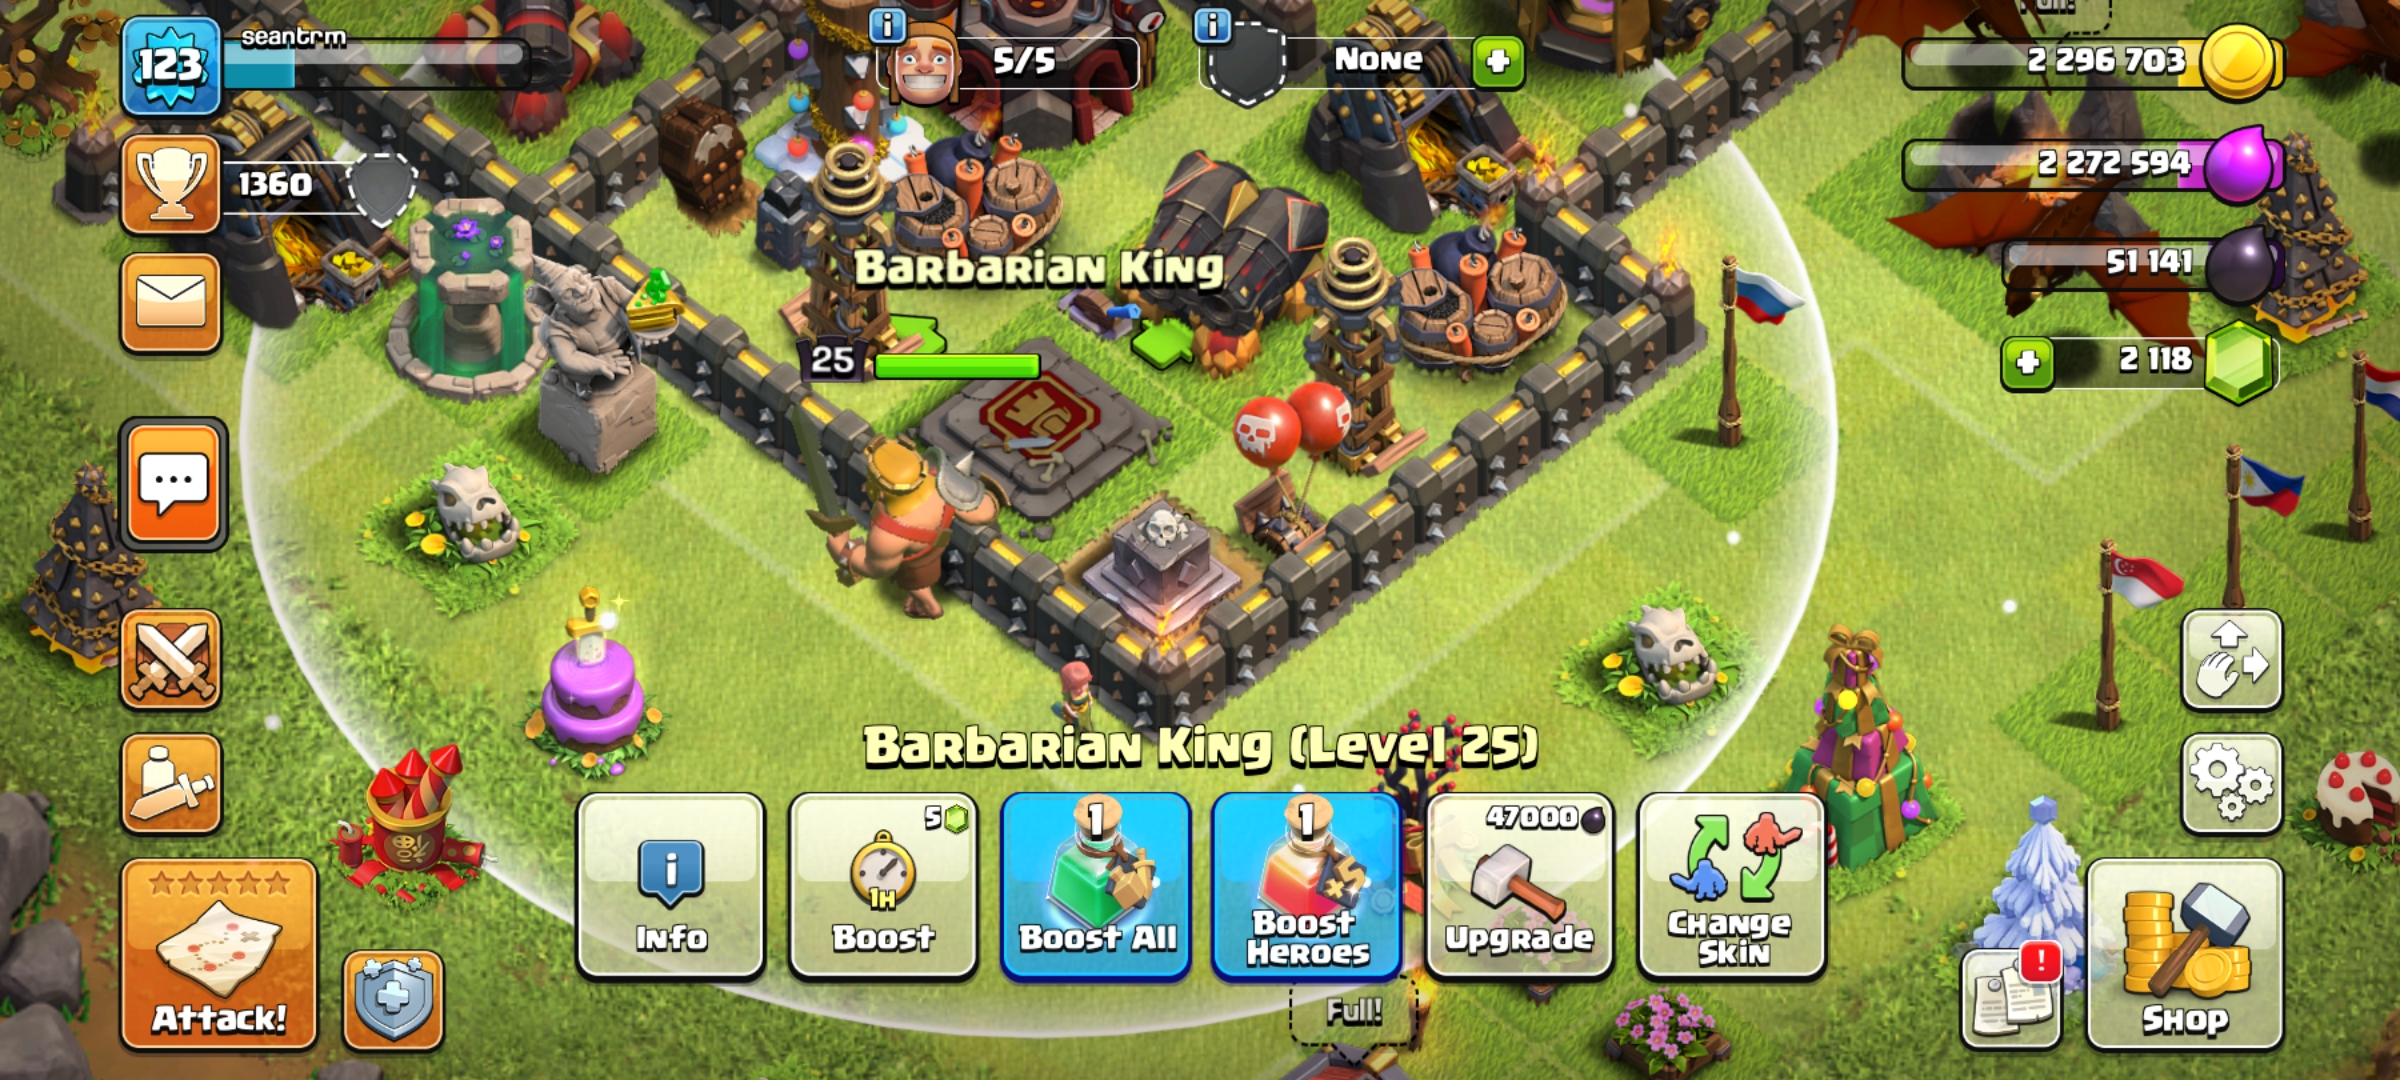 seantrm
123
5/5
None
2 296 703
1360
2 272 594
51 141
2 118
Barbarian King
25
Barbarian King (Level 25)
Info
5
1H
Boost
1
Boost All
1
x5
Boost
Heroes
47000
Upgrade
Change
Skin
Attack!
Full!
!
Shop